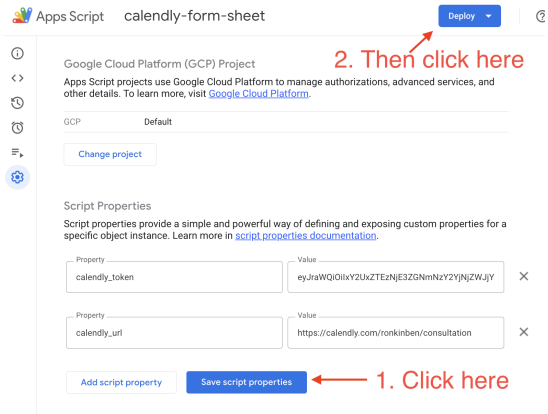 Apps Script calendly-form-sheet Deploy
2. Then click here
Google Cloud Platform (GCP) Project
Apps Script projects use Google Cloud Platform to manage authorizations, advanced services, and
other details. To learn more, visit Google Cloud Platform.
GCP Default
Change project
Script Properties
Script properties provide a simple and powerful way of defining and exposing custom properties for a
specific object instance. Learn more in script properties documentation.
Property Value
calendly_token eyJraWQiOiIxY2UxZTEzNjE3ZGNmNzY2YjNjZWJjY
Property Value
calendly_url https://calendly.com/ronkinben/consultation
Add script property Save script properties 1. Click here